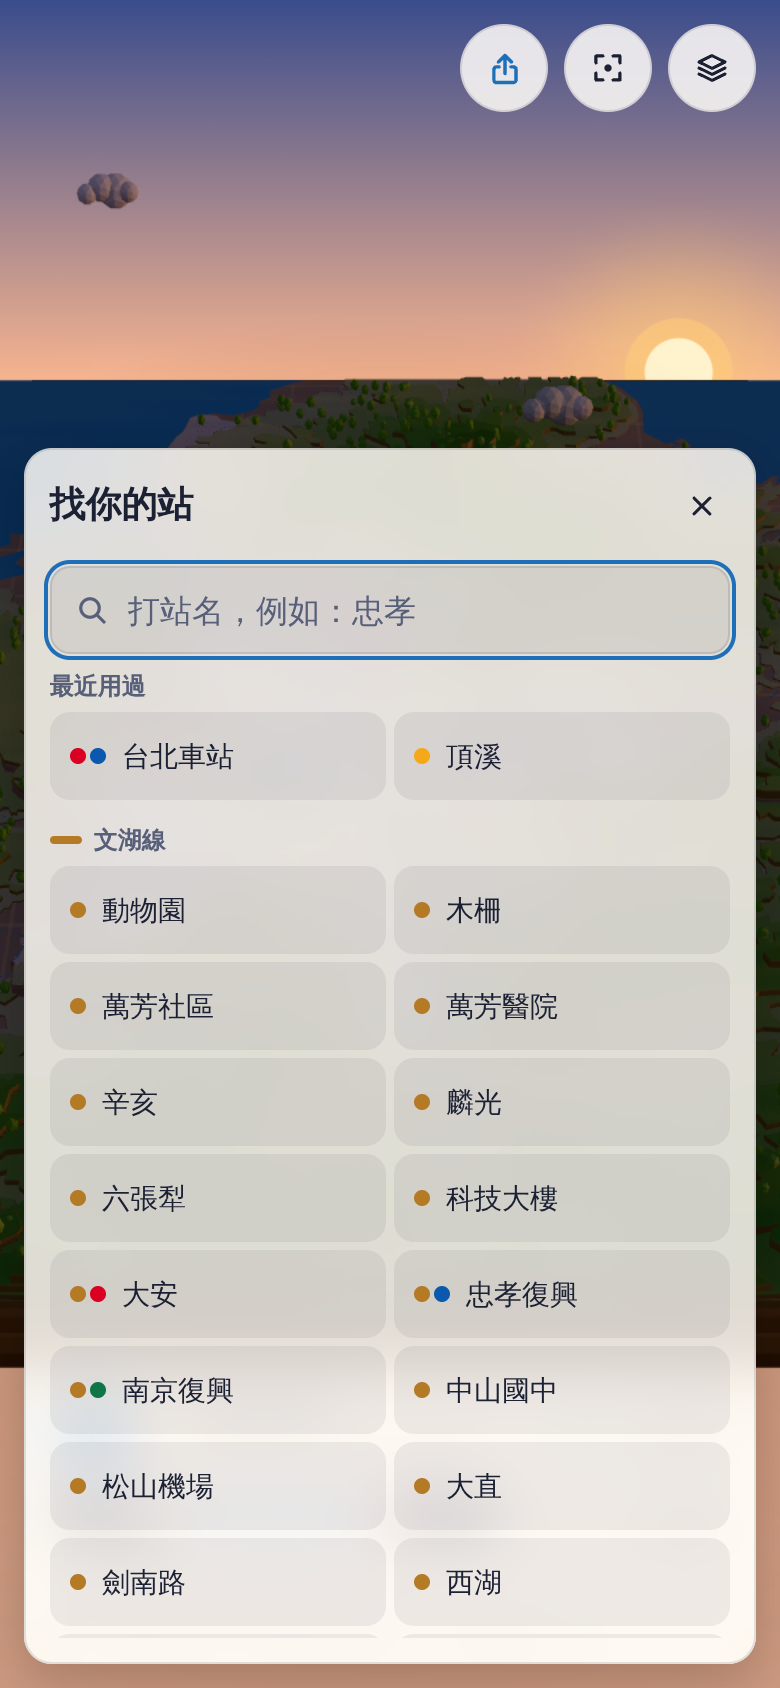 找你的站
打站名，例如：忠孝
最近用過
台北車站
頂溪
文湖線
動物園
木柵
萬芳社區
萬芳醫院
辛亥
麟光
六張犁
科技大樓
大安
忠孝復興
南京復興
中山國中
松山機場
大直
劍南路
西湖